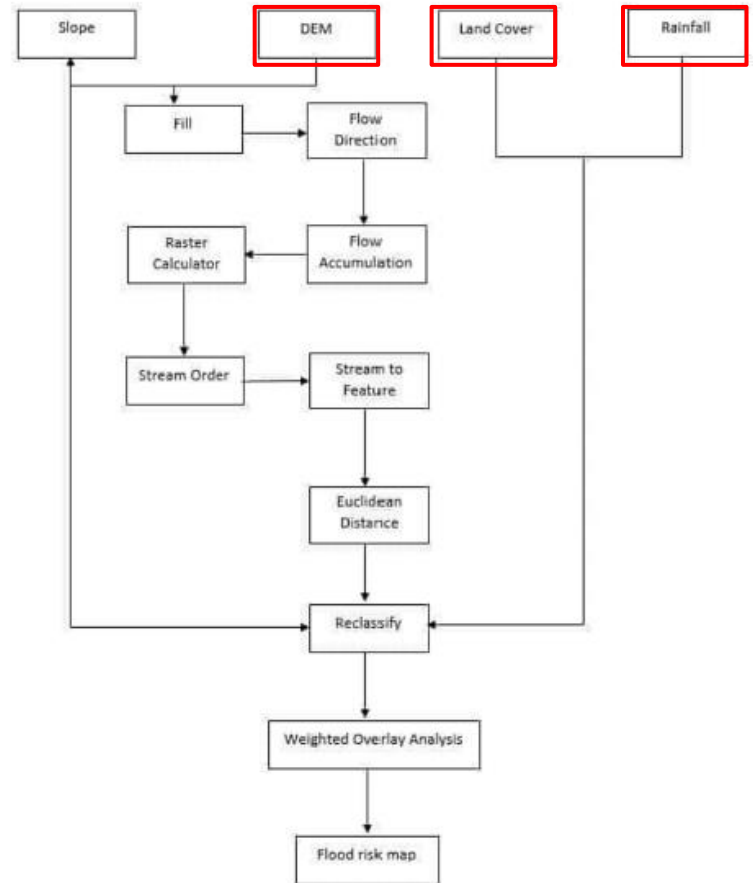 Slope
DEM
Land Cover
Rainfall
Fill
Flow
Direction
Raster
Calculator
Flow
Accumulation
Stream Order
Stream to
Feature
Euclidean
Distance
Reclassify
Weighted Overlay Analysis
Flood risk map